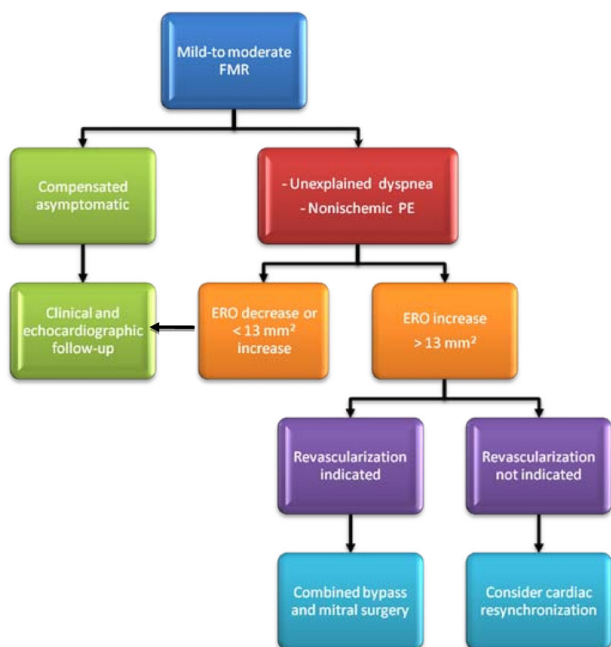 Mild-to moderate
FMR
Compensated
asymptomatic
- Unexplained dyspnea
- Nonischemic PE
Clinical and
echocardiographic
follow-up
ERO decrease or
< 13 mm²
increase
ERO increase
> 13 mm²
Revascularization
indicated
Revascularization
not indicated
Combined bypass
and mitral surgery
Consider cardiac
resynchronization